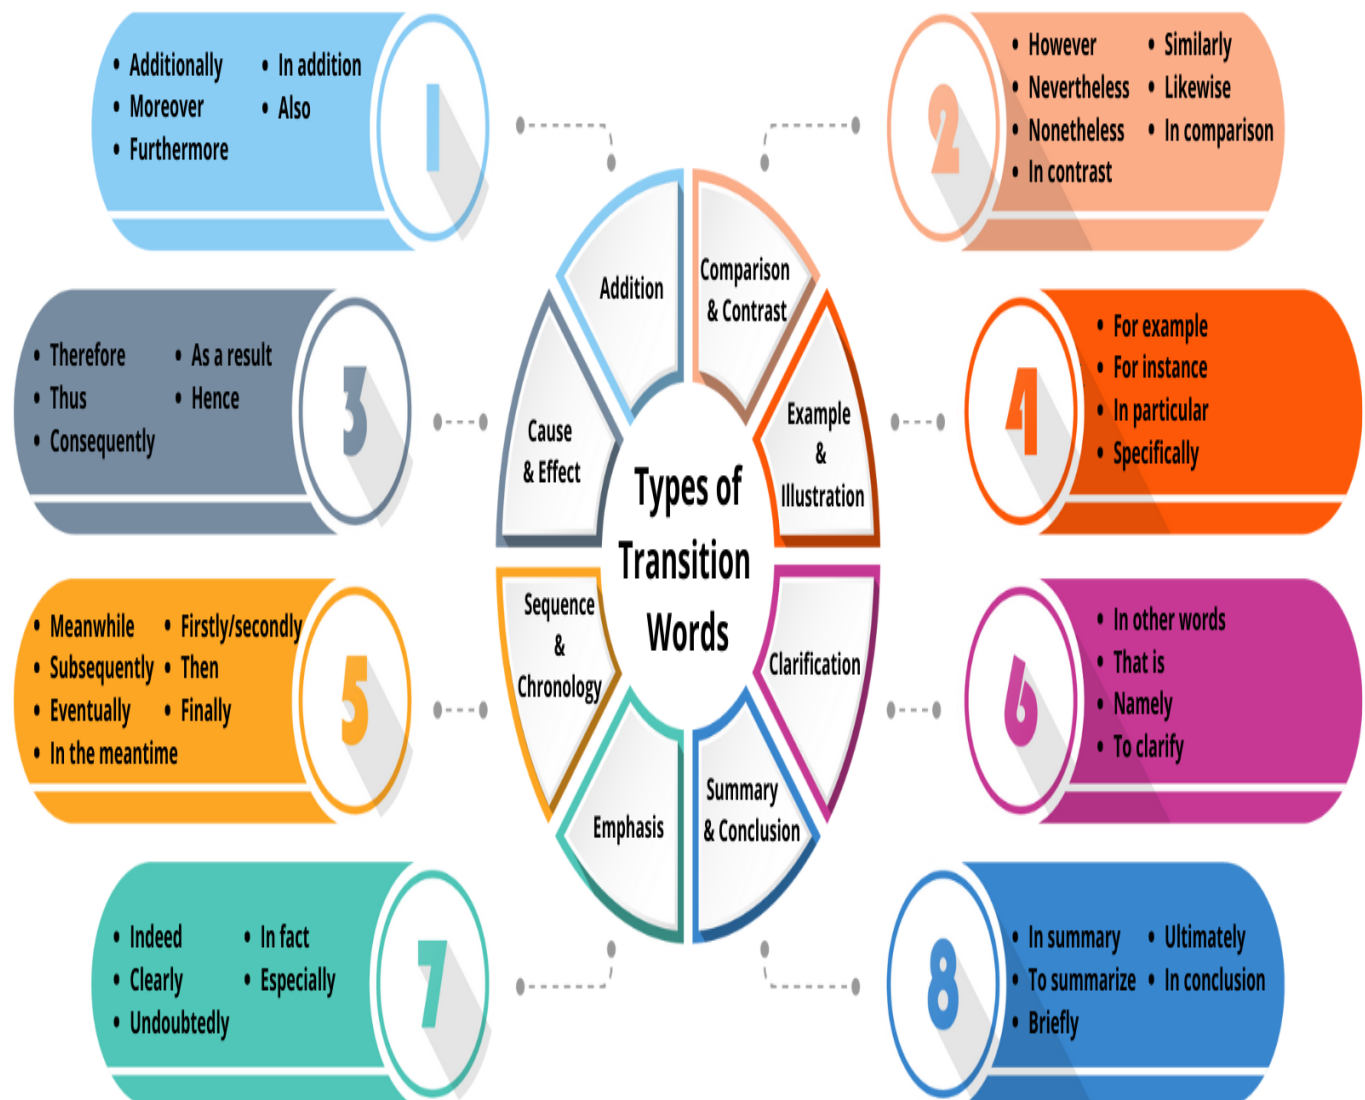 • Additionally
• Moreover
• Furthermore
• In addition
• Also
1
2
• However
• Nevertheless
• Nonetheless
• In contrast
• Similarly
• Likewise
• In comparison
Addition
Comparison
& Contrast
• Therefore
• Thus
• Consequently
• As a result
• Hence
3
Cause
& Effect
Example
&
Illustration
4
• For example
• For instance
• In particular
• Specifically
Types of
Transition
Words
• Meanwhile
• Subsequently
• Eventually
• In the meantime
• Firstly/secondly
• Then
• Finally
5
Sequence
&
Chronology
Clarification
6
• In other words
• That is
• Namely
• To clarify
Emphasis
Summary
& Conclusion
• Indeed
• Clearly
• Undoubtedly
• In fact
• Especially
7
8
• In summary
• To summarize
• Briefly
• Ultimately
• In conclusion